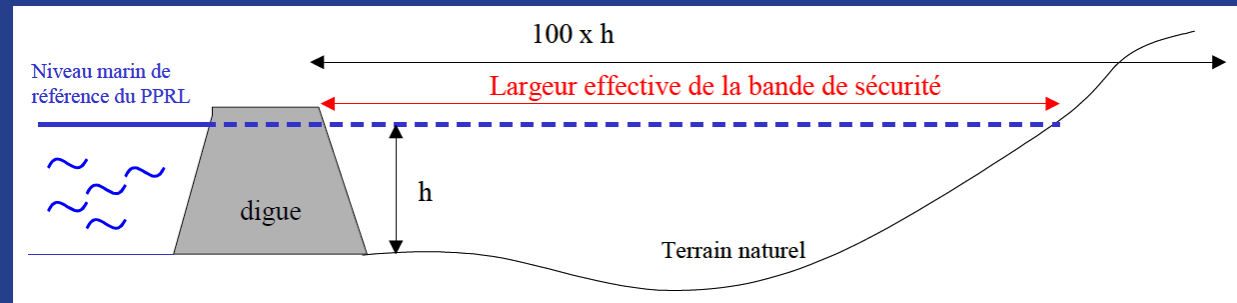 100 x h
Niveau marin de
référence du PPRL
Largeur effective de la bande de sécurité
h
digue
Terrain naturel